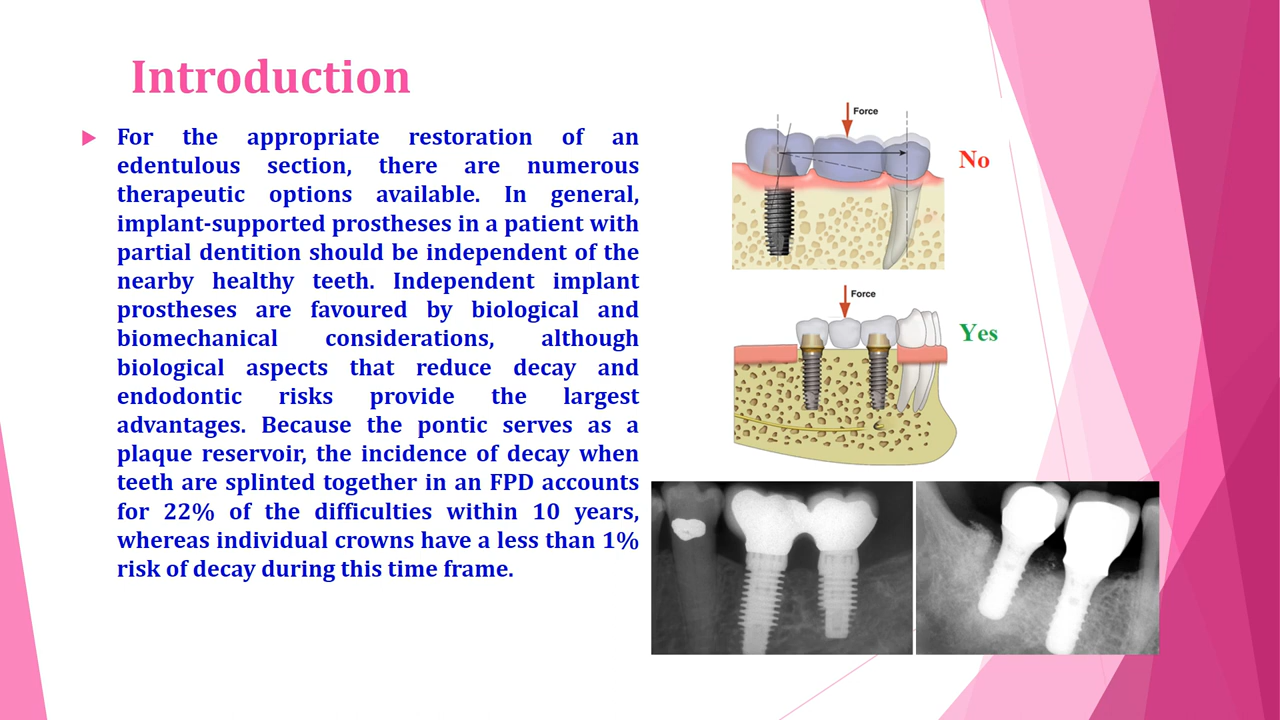 Introduction
For the appropriate restoration of an
edentulous section, there are numerous
therapeutic options available. In general,
implant-supported prostheses in a patient with
partial dentition should be independent of the
nearby healthy teeth. Independent implant
prostheses are favoured by biological and
biomechanical considerations, although
biological aspects that reduce decay and
endodontic risks provide the largest
advantages. Because the pontic serves as a
plaque reservoir, the incidence of decay when
teeth are splinted together in an FPD accounts
for 22% of the difficulties within 10 years,
whereas individual crowns have a less than 1%
risk of decay during this time frame.
Force
No
Force
Yes